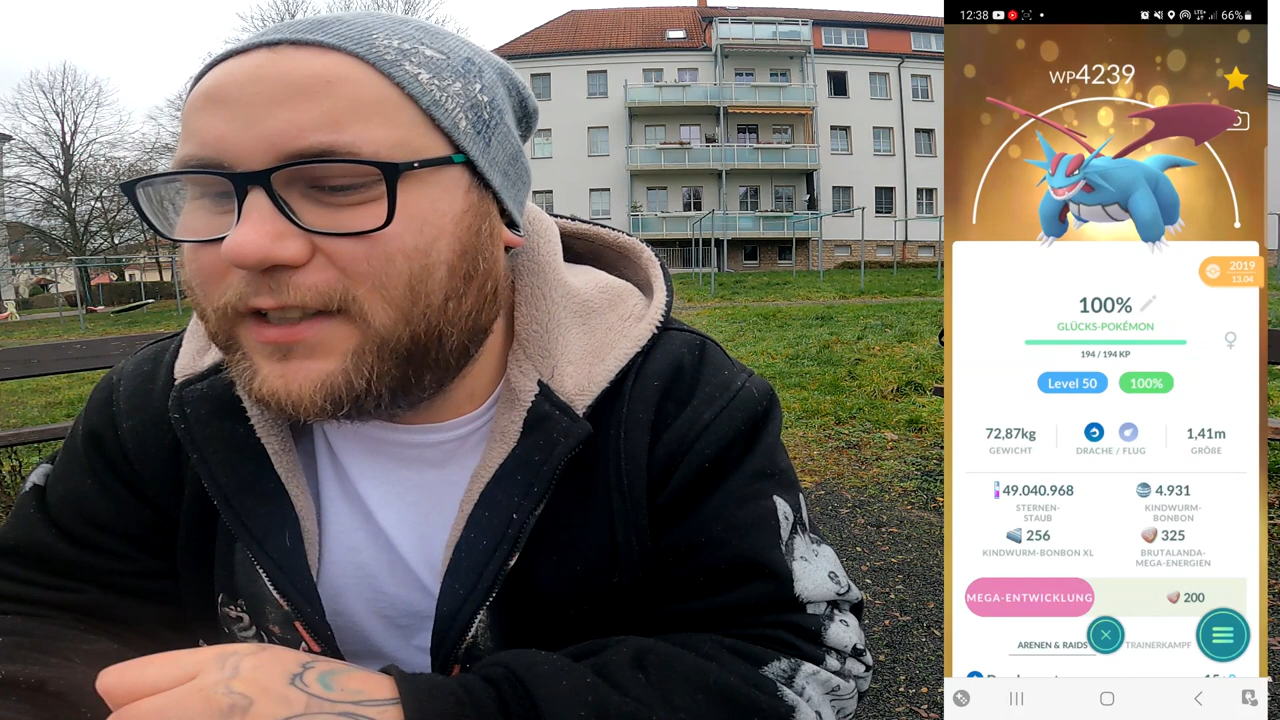 12:38
LTE+
66%
WP4239
2019
13.04
100%
GLÜCKS-POKÉMON
194 / 194 KP
Level 50
100%
72,87kg
GEWICHT
DRACHE / FLUG
1,41m
GRÖßE
49.040.968
STERNEN-
STAUB
4.931
KINDWURM-
BONBON
256
KINDWURM-BONBON XL
325
BRUTALANDA-
MEGA-ENERGIEN
MEGA-ENTWICKLUNG
200
ARENEN & RAIDS
TRAINERKAMPF